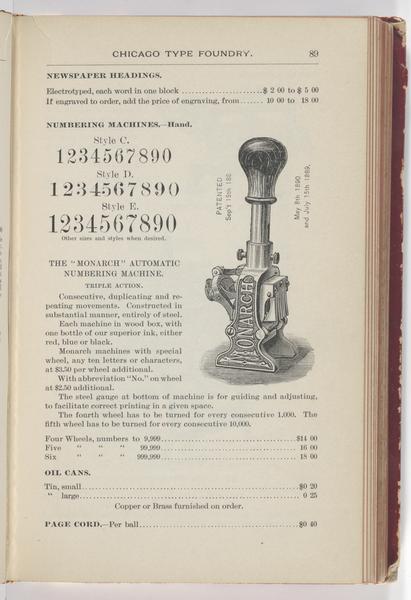 CHICAGO TYPE FOUNDRY. 89
NEWSPAPER HEADINGS.
Electrotyped, each word in one block ........................$ 2 00 to $ 5 00
If engraved to order, add the price of engraving, from....... 10 00 to 18 00
NUMBERING MACHINES.—Hand.
Style C.
1234567890
Style D.
1234567890
Style E.
1234567890
Other sizes and styles when desired.
PATENTED
Sep't 15th 188
May 8th 1890
and July 15th 1889.
MONARCH
THE "MONARCH" AUTOMATIC
NUMBERING MACHINE.
TRIPLE ACTION.
Consecutive, duplicating and re-
peating movements. Constructed in
substantial manner, entirely of steel.
Each machine in wood box, with
one bottle of our superior ink, either
red, blue or black.
Monarch machines with special
wheel, any ten letters or characters,
at $3.50 per wheel additional.
With abbreviation "No." on wheel
at $2.50 additional.
The steel gauge at bottom of machine is for guiding and adjusting,
to facilitate correct printing in a given space.
The fourth wheel has to be turned for every consecutive 1,000. The
fifth wheel has to be turned for every consecutive 10,000.
Four Wheels, numbers to 9,999........................................$14 00
Five " " " 99,999........................................ 16 00
Six " " " 999,999........................................ 18 00
OIL CANS.
Tin, small................................................................$0 20
" large................................................................ 0 25
Copper or Brass furnished on order.
PAGE CORD.—Per ball................................................$0 40